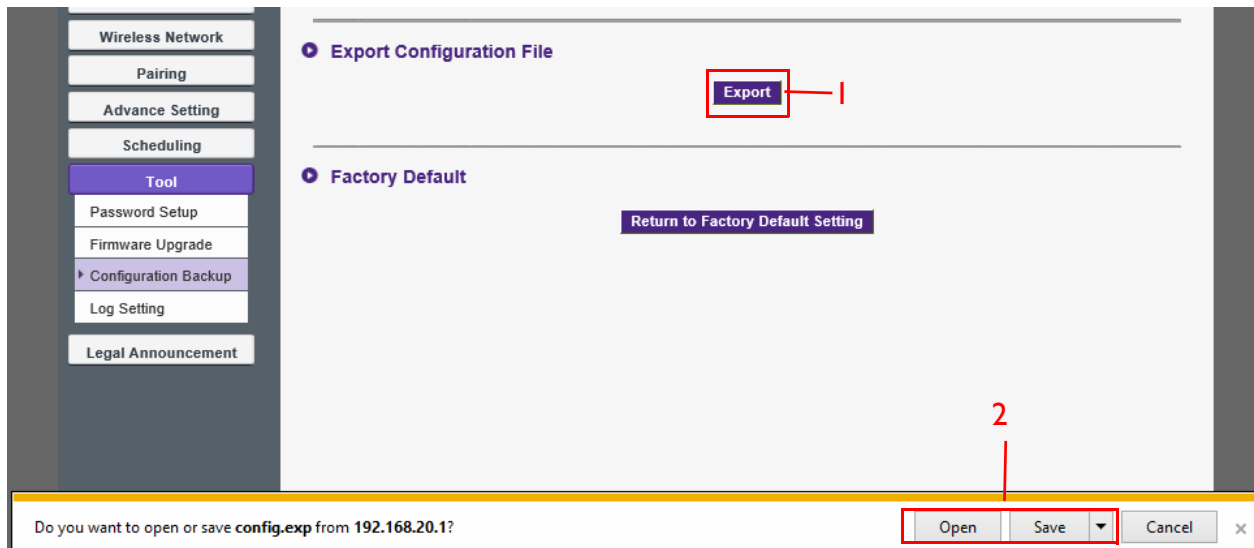 Wireless Network
Pairing
Advance Setting
Scheduling
Tool
Password Setup
Firmware Upgrade
Configuration Backup
Log Setting
Legal Announcement
Export Configuration File
Export
1
Factory Default
Return to Factory Default Setting
2
Do you want to open or save config.exp from 192.168.20.1?
Open
Save
Cancel